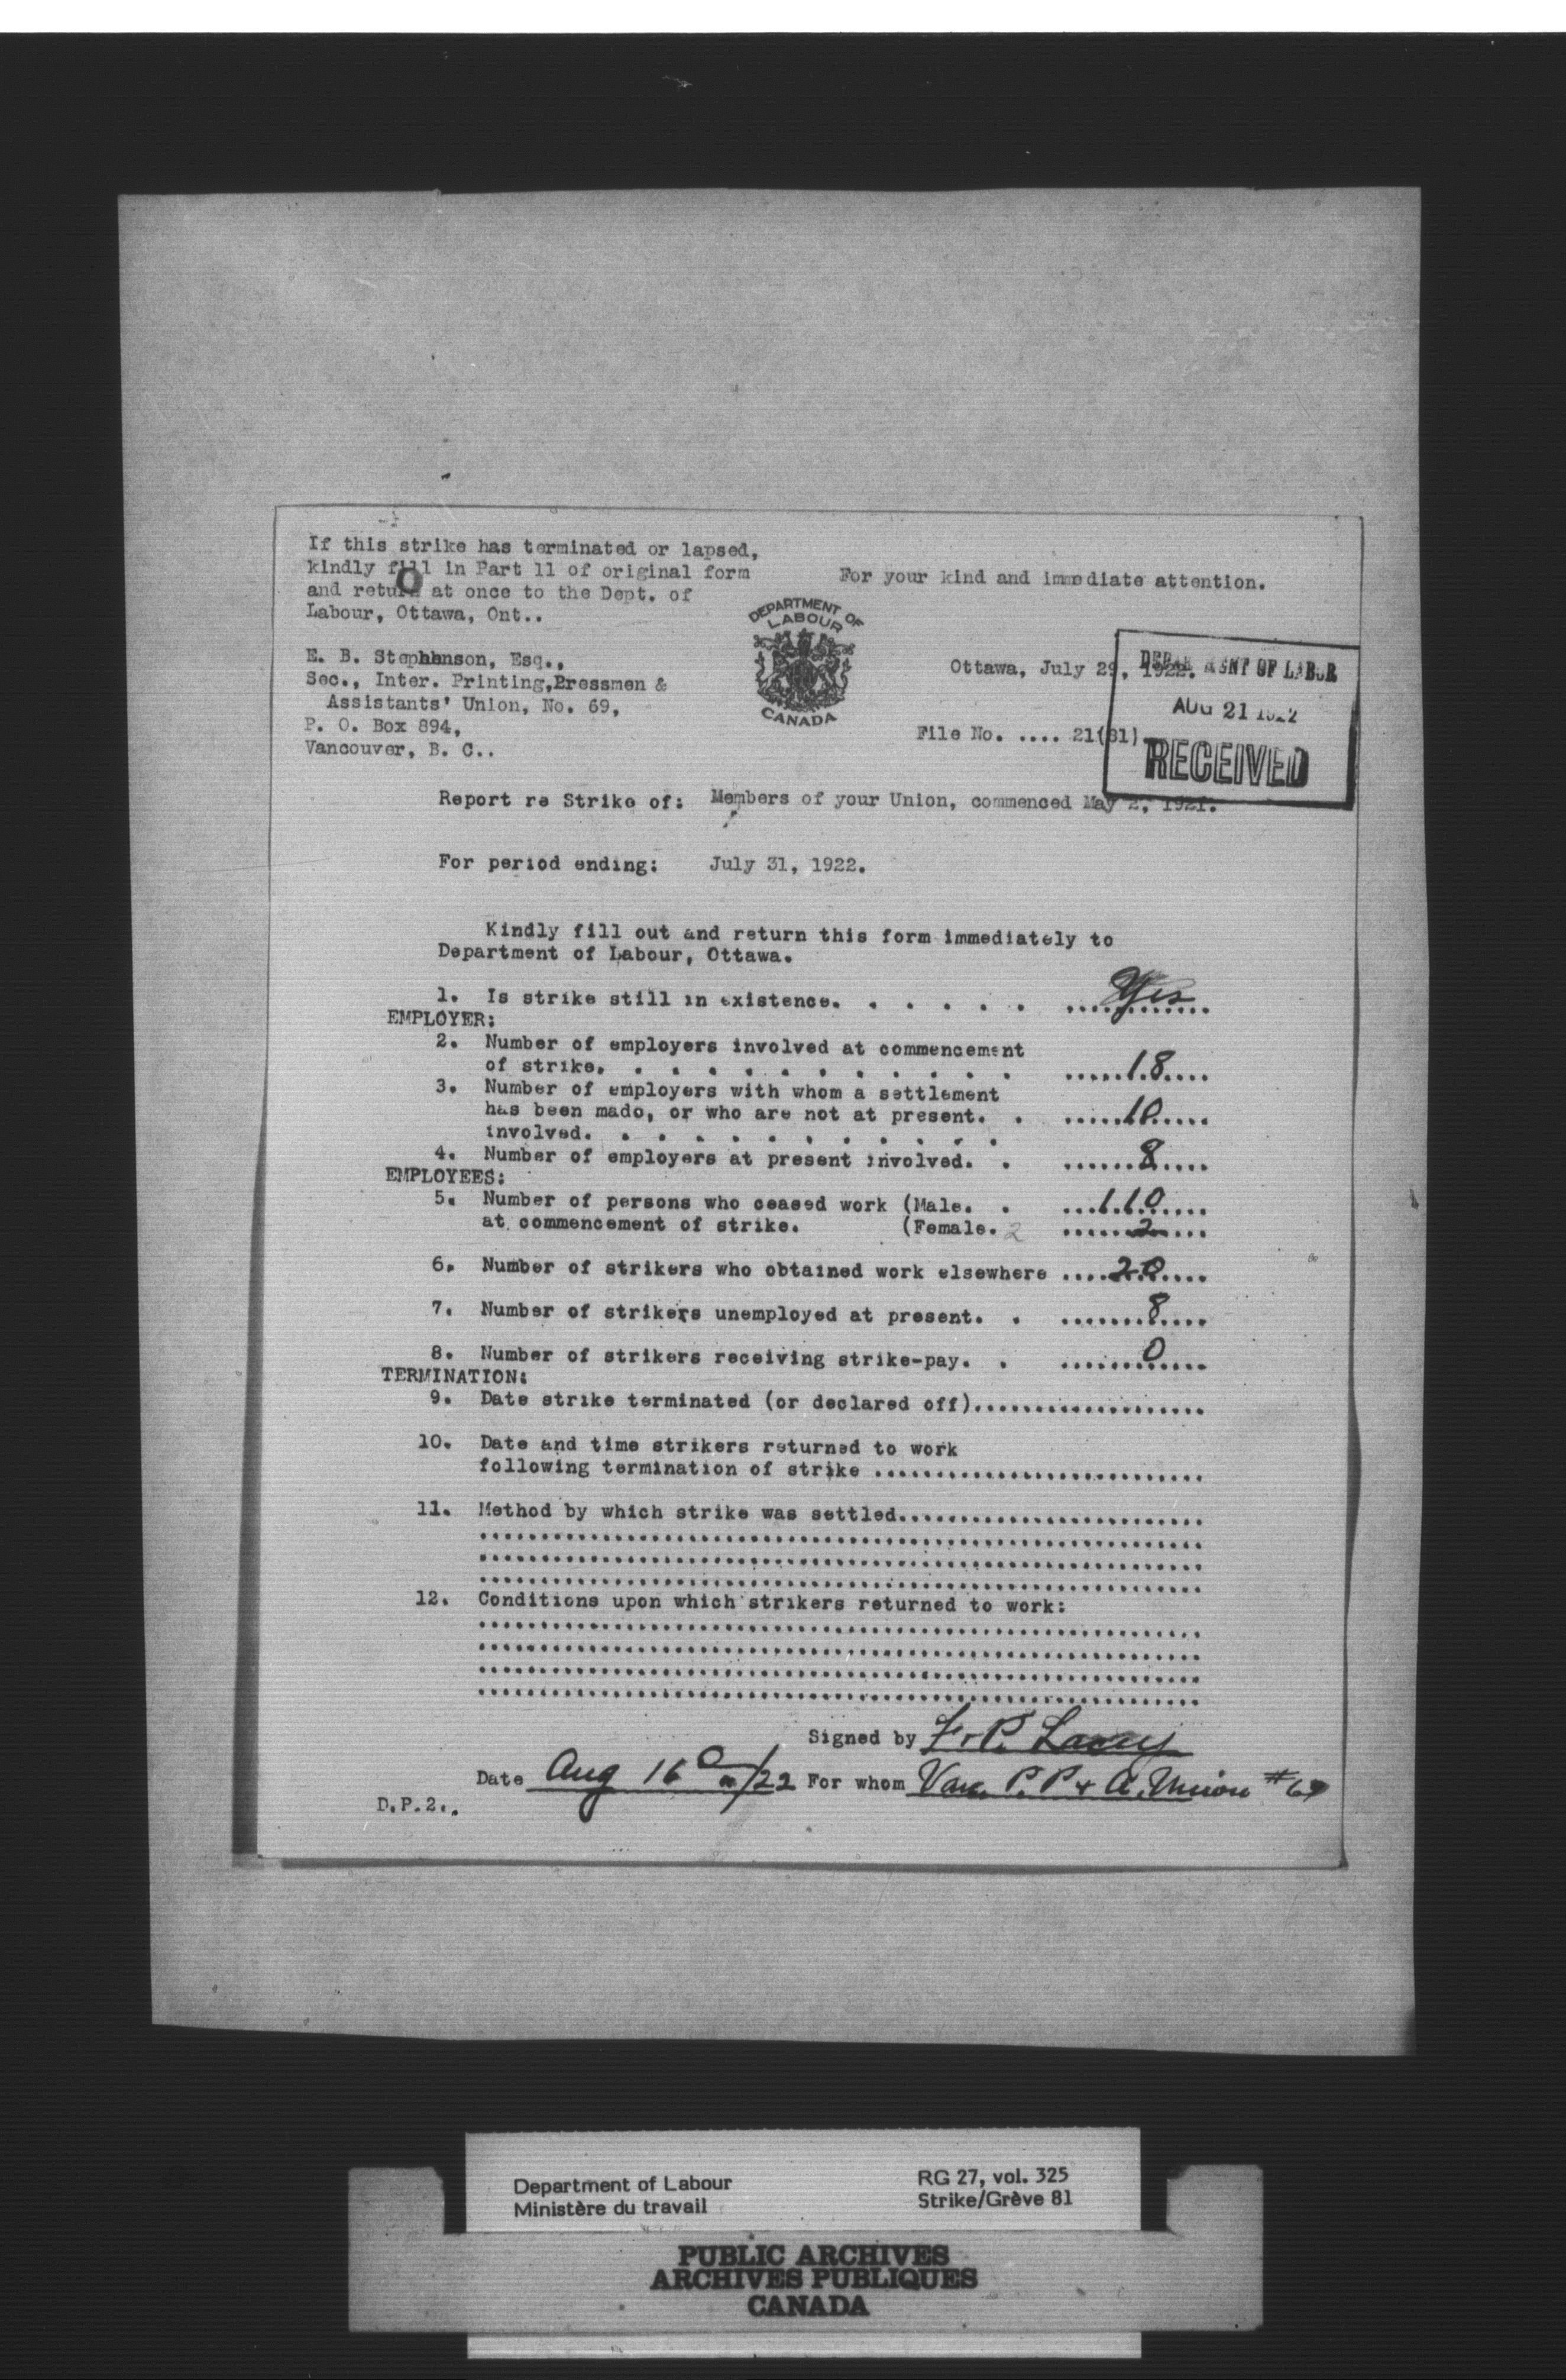 If this strike has terminated or lapsed,
kindly fill in Part 11 of original form
and return at once to the Dept. of
Labour, Ottawa, Ont..
For your kind and immediate attention.
DEPARTMENT OF
LABOUR
CANADA
E. B. Stephenson, Esq.,
Sec., Inter. Printing, Pressmen &
Assistants' Union, No. 69,
P. O. Box 894,
Vancouver, B. C..
Ottawa, July 29, 1922.
File No. .... 21(81)
DEPARTMENT OF LABOR
AUG 21 1922
RECEIVED
Report re Strike of: Members of your Union, commenced May 2, 1921.
For period ending: July 31, 1922.
Kindly fill out and return this form immediately to
Department of Labour, Ottawa.
1. Is strike still in existence. . . . . . Yes
EMPLOYER:
2. Number of employers involved at commencement
of strike. . . . . . . . . . . . 18
3. Number of employers with whom a settlement
has been made, or who are not at present. . 10
involved. . . . . . . . . . . .
4. Number of employers at present involved. . 8
EMPLOYEES:
5. Number of persons who ceased work (Male. . 110
at commencement of strike. (Female. 2 2
6. Number of strikers who obtained work elsewhere .... 20
7. Number of strikers unemployed at present. . 8
8. Number of strikers receiving strike-pay. . 0
TERMINATION:
9. Date strike terminated (or declared off)...................
10. Date and time strikers returned to work
following termination of strike ...........................
11. Method by which strike was settled.........................
12. Conditions upon which strikers returned to work:
Signed by F. P. Lacey
Date Aug 16 /22 For whom Van. P. P & A. Union #69
D.P.2..
Department of Labour
Ministère du travail
RG 27, vol. 325
Strike/Grève 81
PUBLIC ARCHIVES
ARCHIVES PUBLIQUES
CANADA